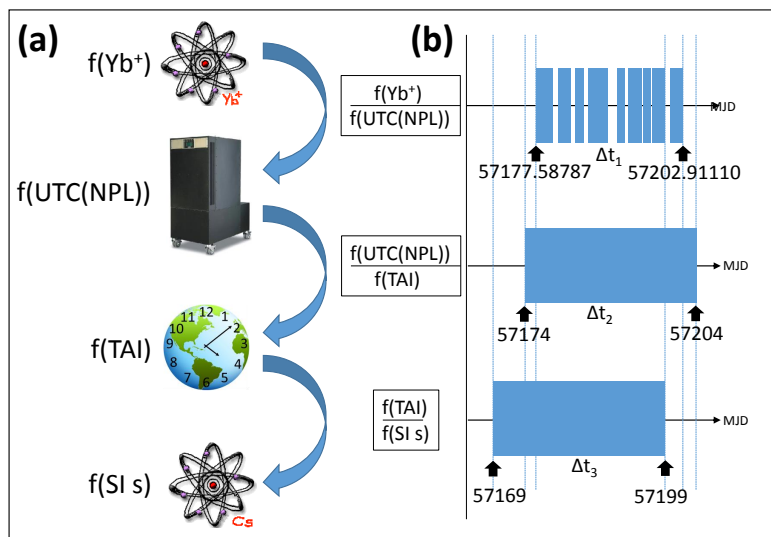 (a)
f(Yb⁺)
Yb⁺
f(UTC(NPL))
f(TAI)
12
11
1
10
2
9
3
8
4
7
5
6
f(SI s)
Cs
(b)
f(Yb⁺)
f(UTC(NPL))
MJD
Δt₁
57177.58787
57202.91110
f(UTC(NPL))
f(TAI)
MJD
Δt₂
57174
57204
f(TAI)
f(SI s)
MJD
Δt₃
57169
57199